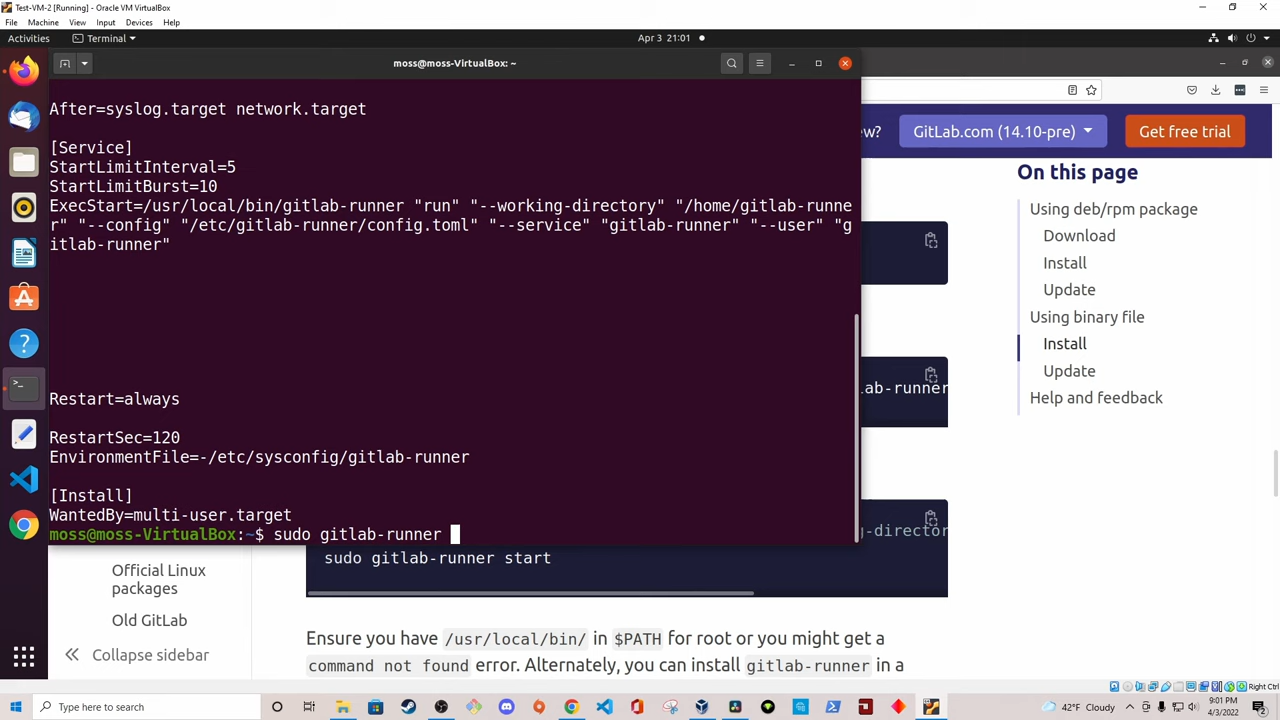 Test-VM-2 [Running] - Oracle VM VirtualBox
File Machine View Input Devices Help
Activities Terminal Apr 3 21:01
moss@moss-VirtualBox: ~
After=syslog.target network.target
[Service]
StartLimitInterval=5
StartLimitBurst=10
ExecStart=/usr/local/bin/gitlab-runner "run" "--working-directory" "/home/gitlab-runne
r" "--config" "/etc/gitlab-runner/config.toml" "--service" "gitlab-runner" "--user" "g
itlab-runner"
Restart=always
RestartSec=120
EnvironmentFile=-/etc/sysconfig/gitlab-runner
[Install]
WantedBy=multi-user.target
moss@moss-VirtualBox:~$ sudo gitlab-runner
w?
GitLab.com (14.10-pre)
Get free trial
On this page
Using deb/rpm package
Download
Install
Update
Using binary file
Install
Update
Help and feedback
lab-runner
g-director
sudo gitlab-runner start
Official Linux
packages
Old GitLab
Collapse sidebar
Ensure you have /usr/local/bin/ in $PATH for root or you might get a
command not found error. Alternately, you can install gitlab-runner in a
Right Ctrl
Type here to search
42°F Cloudy
9:01 PM
4/3/2022